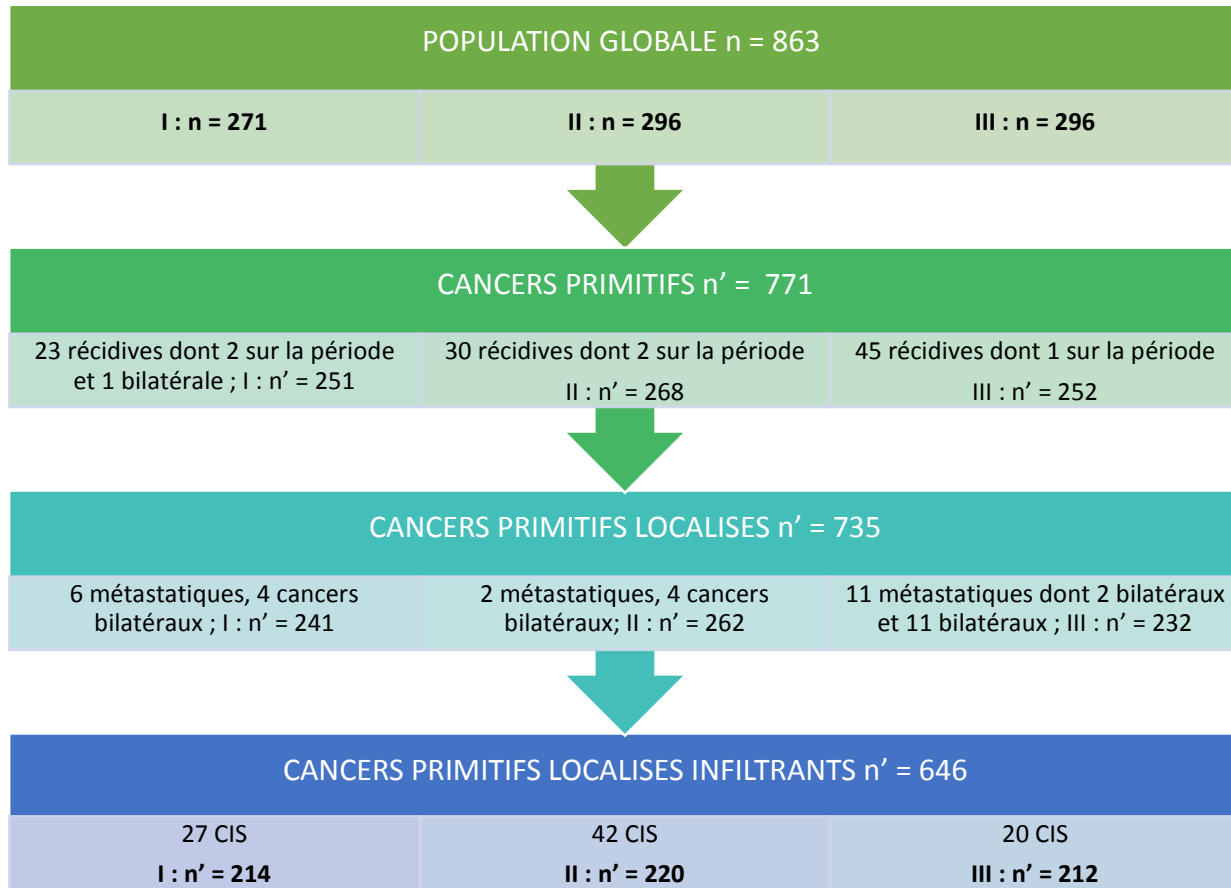 POPULATION GLOBALE n = 863
I : n = 271
II : n = 296
III : n = 296
CANCERS PRIMITIFS n’ =  771
23 récidives dont 2 sur la période
et 1 bilatérale ; I : n’ = 251
30 récidives dont 2 sur la période
II : n’ = 268
45 récidives dont 1 sur la période
III : n’ = 252
CANCERS PRIMITIFS LOCALISES n’ = 735
6 métastatiques, 4 cancers
bilatéraux ; I : n’ = 241
2 métastatiques, 4 cancers
bilatéraux; II : n’ = 262
11 métastatiques dont 2 bilatéraux
et 11 bilatéraux ; III : n’ = 232
CANCERS PRIMITIFS LOCALISES INFILTRANTS n’ = 646
27 CIS
I : n’ = 214
42 CIS
II : n’ = 220
20 CIS
III : n’ = 212